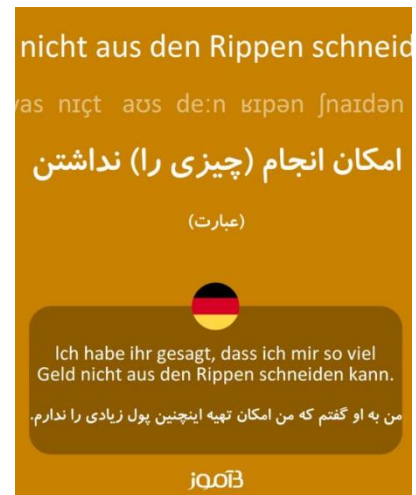 nicht aus den Rippen schneid
vas nɪçt aʊs deːn ʁɪpən ʃnaɪdən
امکان انجام (چیزی را) نداشتن
(عبارت)
Ich habe ihr gesagt, dass ich mir so viel
Geld nicht aus den Rippen schneiden kann.
من به او گفتم که من امکان تهیه اینچنین پول زیادی را ندارم.
بیاموز